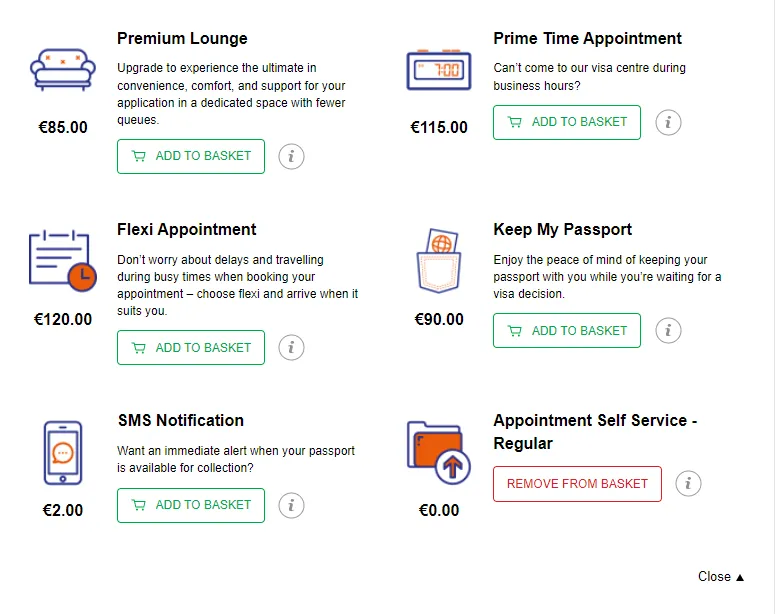 Premium Lounge
Upgrade to experience the ultimate in
convenience, comfort, and support for your
application in a dedicated space with fewer
queues.
€85.00
ADD TO BASKET
i
Prime Time Appointment
Can’t come to our visa centre during
business hours?
7:00
€115.00
ADD TO BASKET
i
Flexi Appointment
Don’t worry about delays and travelling
during busy times when booking your
appointment – choose flexi and arrive when it
suits you.
€120.00
ADD TO BASKET
i
Keep My Passport
Enjoy the peace of mind of keeping your
passport with you while you’re waiting for a
visa decision.
€90.00
ADD TO BASKET
i
SMS Notification
Want an immediate alert when your passport
is available for collection?
€2.00
ADD TO BASKET
i
Appointment Self Service -
Regular
€0.00
REMOVE FROM BASKET
i
Close ▲